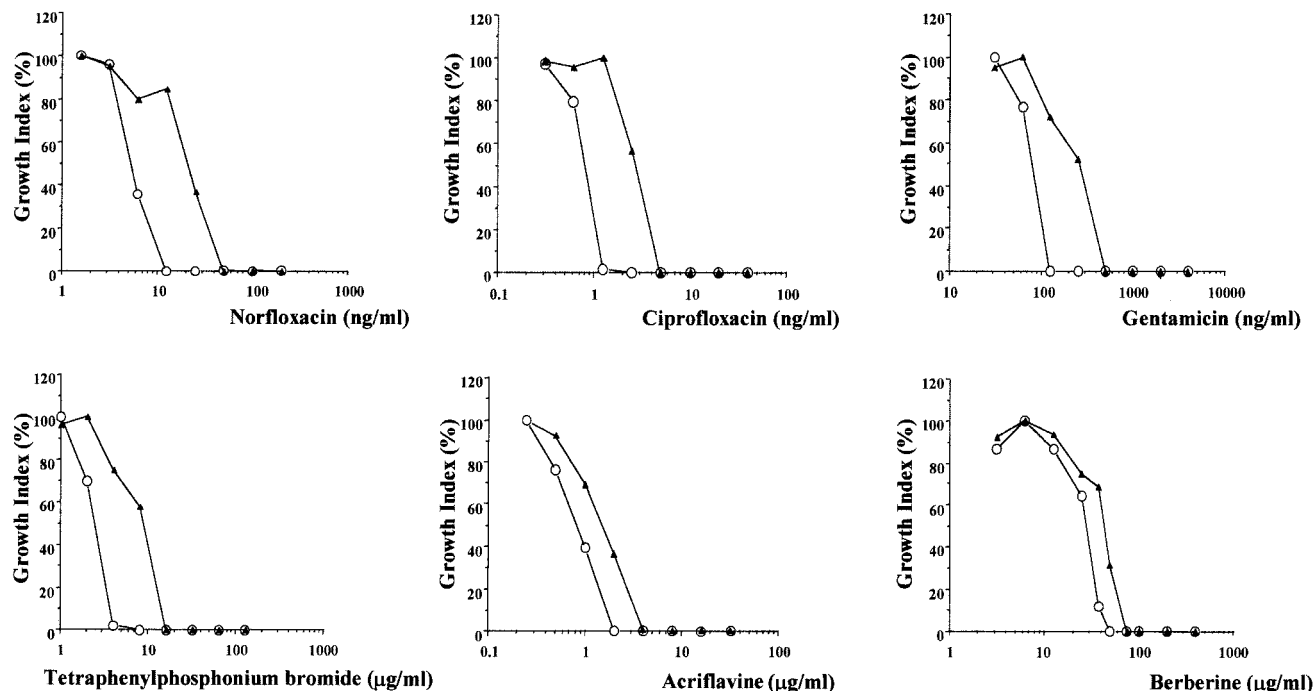 120
100
80
60
40
20
0
Growth Index (%)
1 10 100 1000
Norfloxacin (ng/ml)
120
100
80
60
40
20
0
Growth Index (%)
0.1 1 10 100
Ciprofloxacin (ng/ml)
120
100
80
60
40
20
0
Growth Index (%)
10 100 1000 10000
Gentamicin (ng/ml)
120
100
80
60
40
20
0
Growth Index (%)
1 10 100 1000
Tetraphenylphosphonium bromide (μg/ml)
120
100
80
60
40
20
0
Growth Index (%)
0.1 1 10 100
Acriflavine (μg/ml)
120
100
80
60
40
20
0
Growth Index (%)
1 10 100 1000
Berberine (μg/ml)